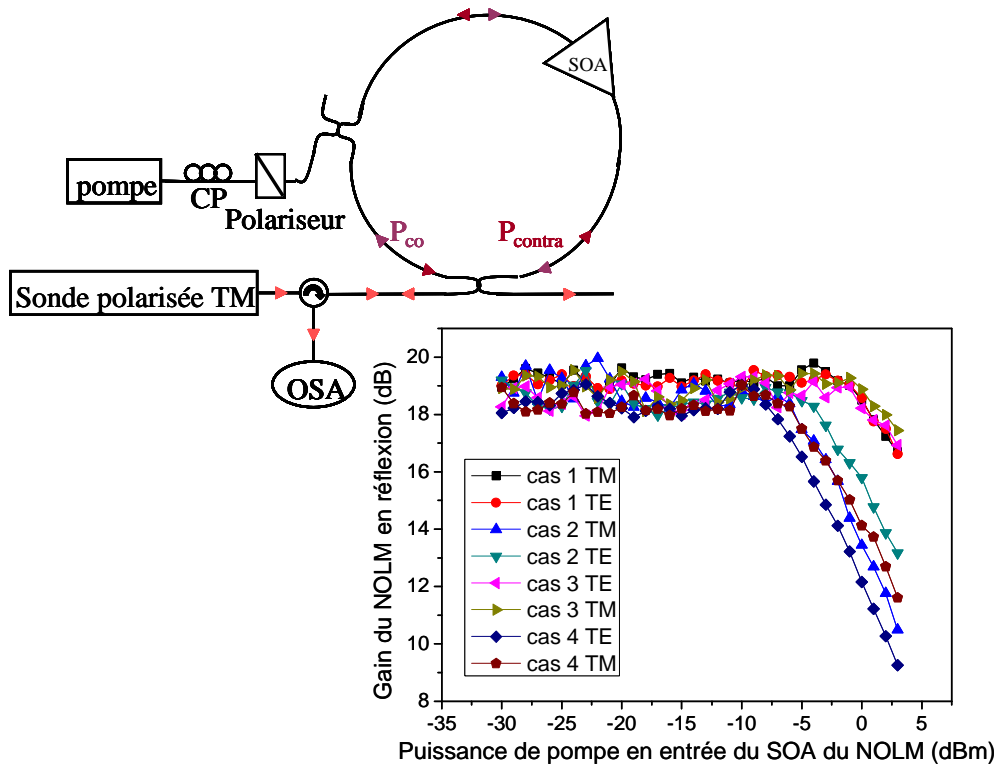 SOA
pompe
CP
Polariseur
Pco
Pcontra
Sonde polarisée TM
OSA
Gain du NOLM en réflexion (dB)
20
18
16
14
12
10
8
cas 1 TM
cas 1 TE
cas 2 TM
cas 2 TE
cas 3 TE
cas 3 TM
cas 4 TE
cas 4 TM
-35 -30 -25 -20 -15 -10 -5 0 5
Puissance de pompe en entrée du SOA du NOLM (dBm)